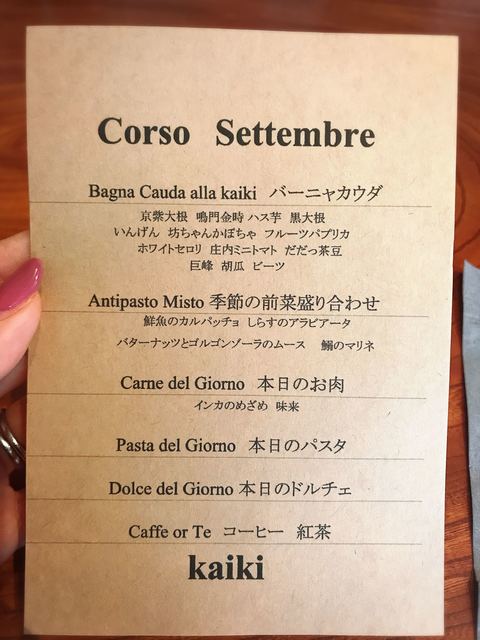 Corso Settembre
Bagna Cauda alla kaiki バーニャカウダ
京紫大根 鳴門金時 ハス芋 黒大根
いんげん 坊ちゃんかぼちゃ フルーツパプリカ
ホワイトセロリ 庄内ミニトマト だだっ茶豆
巨峰 胡瓜 ビーツ
Antipasto Misto 季節の前菜盛り合わせ
鮮魚のカルパッチョ しらすのアラビアータ
バターナッツとゴルゴンゾーラのムース 鰯のマリネ
Carne del Giorno 本日のお肉
インカのめざめ 味来
Pasta del Giorno 本日のパスタ
Dolce del Giorno 本日のドルチェ
Caffe or Te コーヒー 紅茶
kaiki